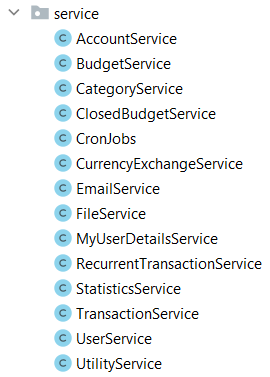 service
AccountService
BudgetService
CategoryService
ClosedBudgetService
CronJobs
CurrencyExchangeService
EmailService
FileService
MyUserDetailsService
RecurrentTransactionService
StatisticsService
TransactionService
UserService
UtilityService